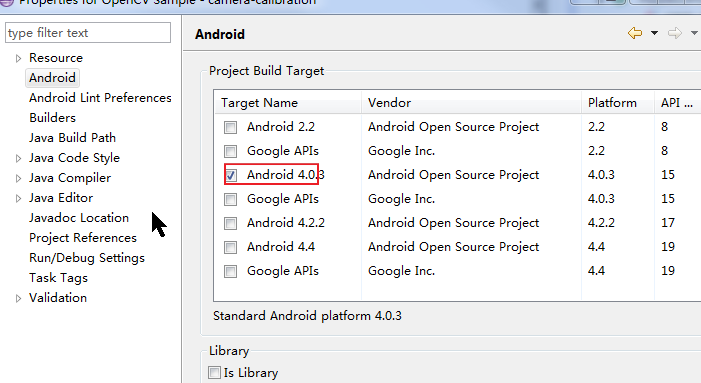 Properties for OpenCV Sample - camera-calibration
type filter text
Resource
Android
Android Lint Preferences
Builders
Java Build Path
Java Code Style
Java Compiler
Java Editor
Javadoc Location
Project References
Run/Debug Settings
Task Tags
Validation
Android
Project Build Target
Target Name Vendor Platform API ...
Android 2.2 Android Open Source Project 2.2 8
Google APIs Google Inc. 2.2 8
Android 4.0.3 Android Open Source Project 4.0.3 15
Google APIs Google Inc. 4.0.3 15
Android 4.2.2 Android Open Source Project 4.2.2 17
Android 4.4 Android Open Source Project 4.4 19
Google APIs Google Inc. 4.4 19
Standard Android platform 4.0.3
Library
Is Library